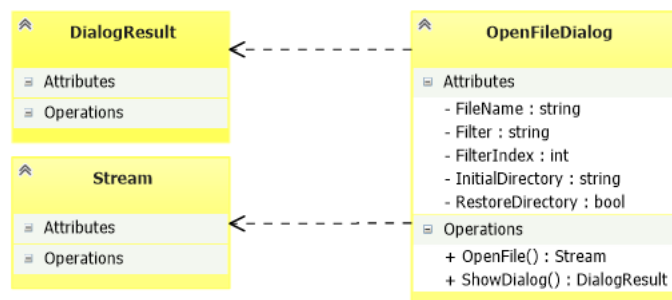 DialogResult
Attributes
Operations
Stream
Attributes
Operations
OpenFileDialog
Attributes
- FileName : string
- Filter : string
- FilterIndex : int
- InitialDirectory : string
- RestoreDirectory : bool
Operations
+ OpenFile() : Stream
+ ShowDialog() : DialogResult